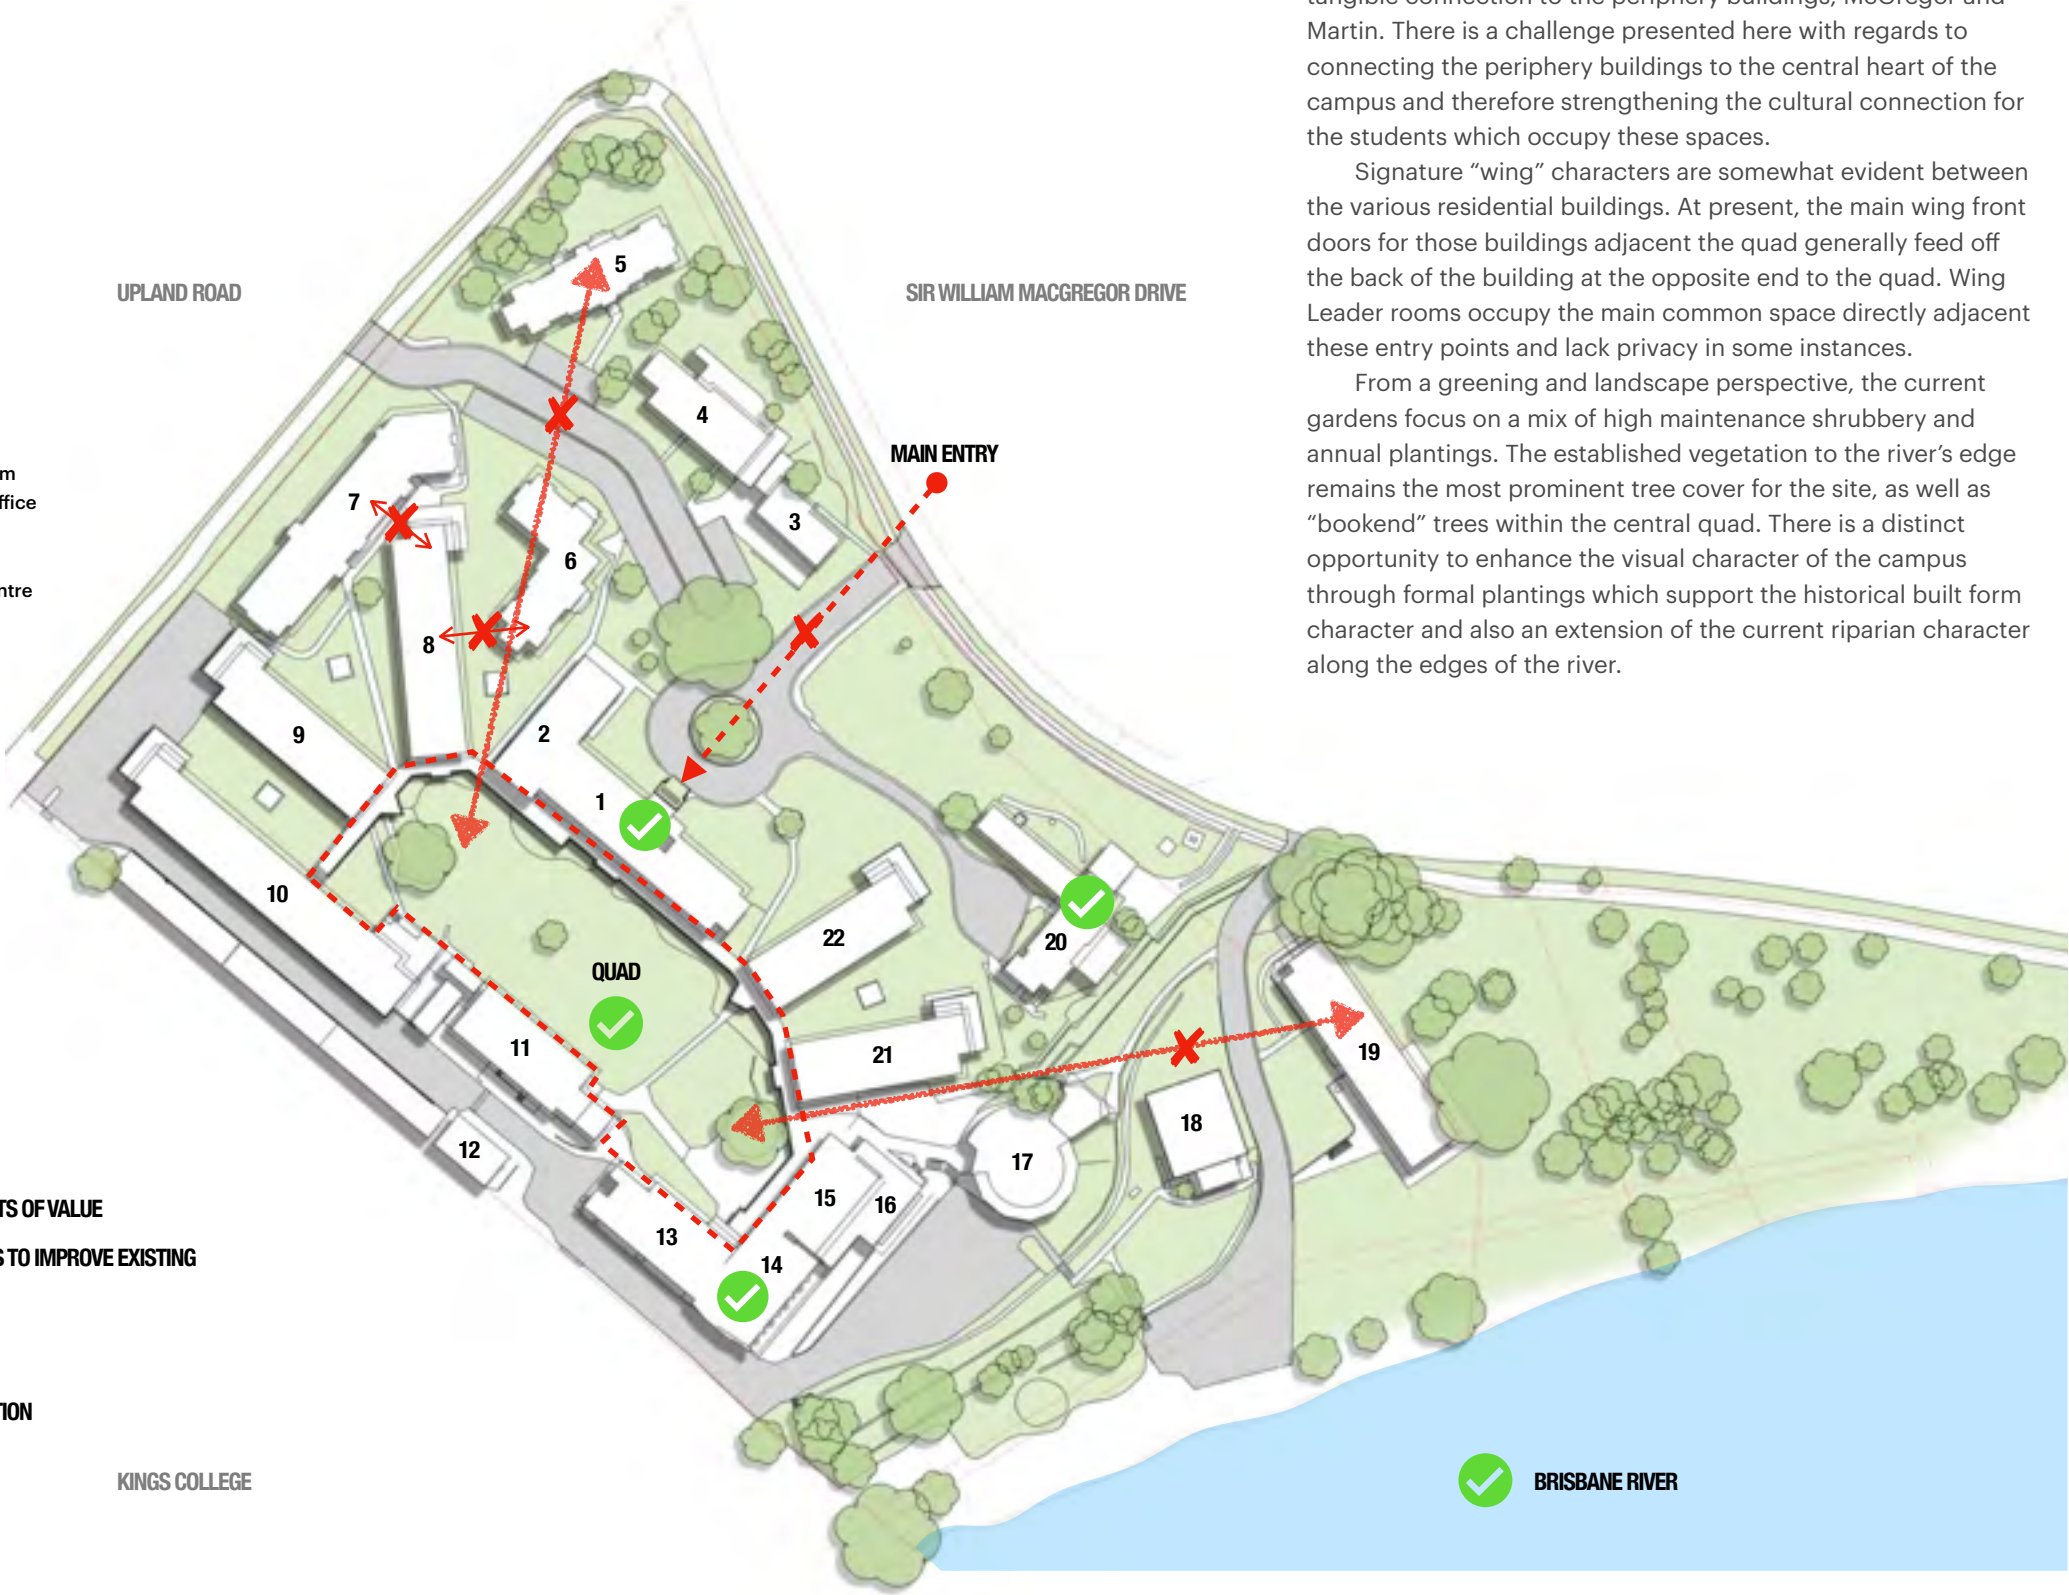 Martin. There is a challenge presented here with regards to
connecting the periphery buildings to the central heart of the
campus and therefore strengthening the cultural connection for
the students which occupy these spaces.
Signature “wing” characters are somewhat evident between
the various residential buildings. At present, the main wing front
doors for those buildings adjacent the quad generally feed off
the back of the building at the opposite end to the quad. Wing
Leader rooms occupy the main common space directly adjacent
these entry points and lack privacy in some instances.
From a greening and landscape perspective, the current
gardens focus on a mix of high maintenance shrubbery and
annual plantings. The established vegetation to the river’s edge
remains the most prominent tree cover for the site, as well as
“bookend” trees within the central quad. There is a distinct
opportunity to enhance the visual character of the campus
through formal plantings which support the historical built form
character and also an extension of the current riparian character
along the edges of the river.
UPLAND ROAD
SIR WILLIAM MACGREGOR DRIVE
MAIN ENTRY
5
4
3
7
6
8
9
2
1
10
22
20
QUAD
11
21
19
12
18
17
15
16
13
14
TS OF VALUE
S TO IMPROVE EXISTING
TION
KINGS COLLEGE
BRISBANE RIVER